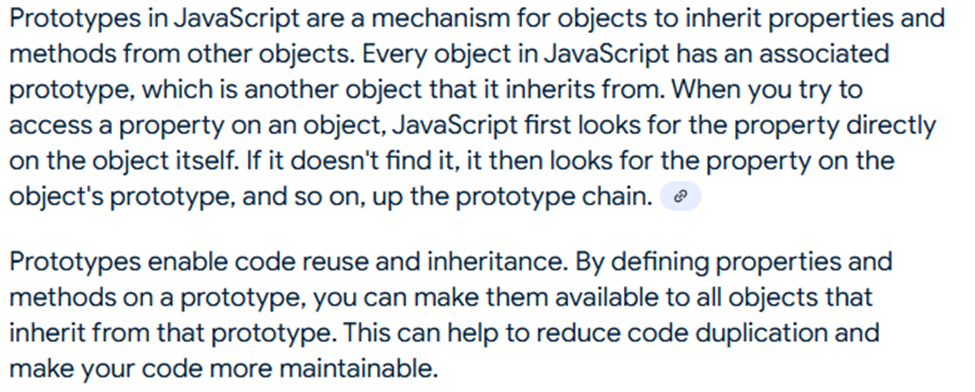 Prototypes in JavaScript are a mechanism for objects to inherit properties and
methods from other objects. Every object in JavaScript has an associated
prototype, which is another object that it inherits from. When you try to
access a property on an object, JavaScript first looks for the property directly
on the object itself. If it doesn't find it, it then looks for the property on the
object's prototype, and so on, up the prototype chain.
Prototypes enable code reuse and inheritance. By defining properties and
methods on a prototype, you can make them available to all objects that
inherit from that prototype. This can help to reduce code duplication and
make your code more maintainable.